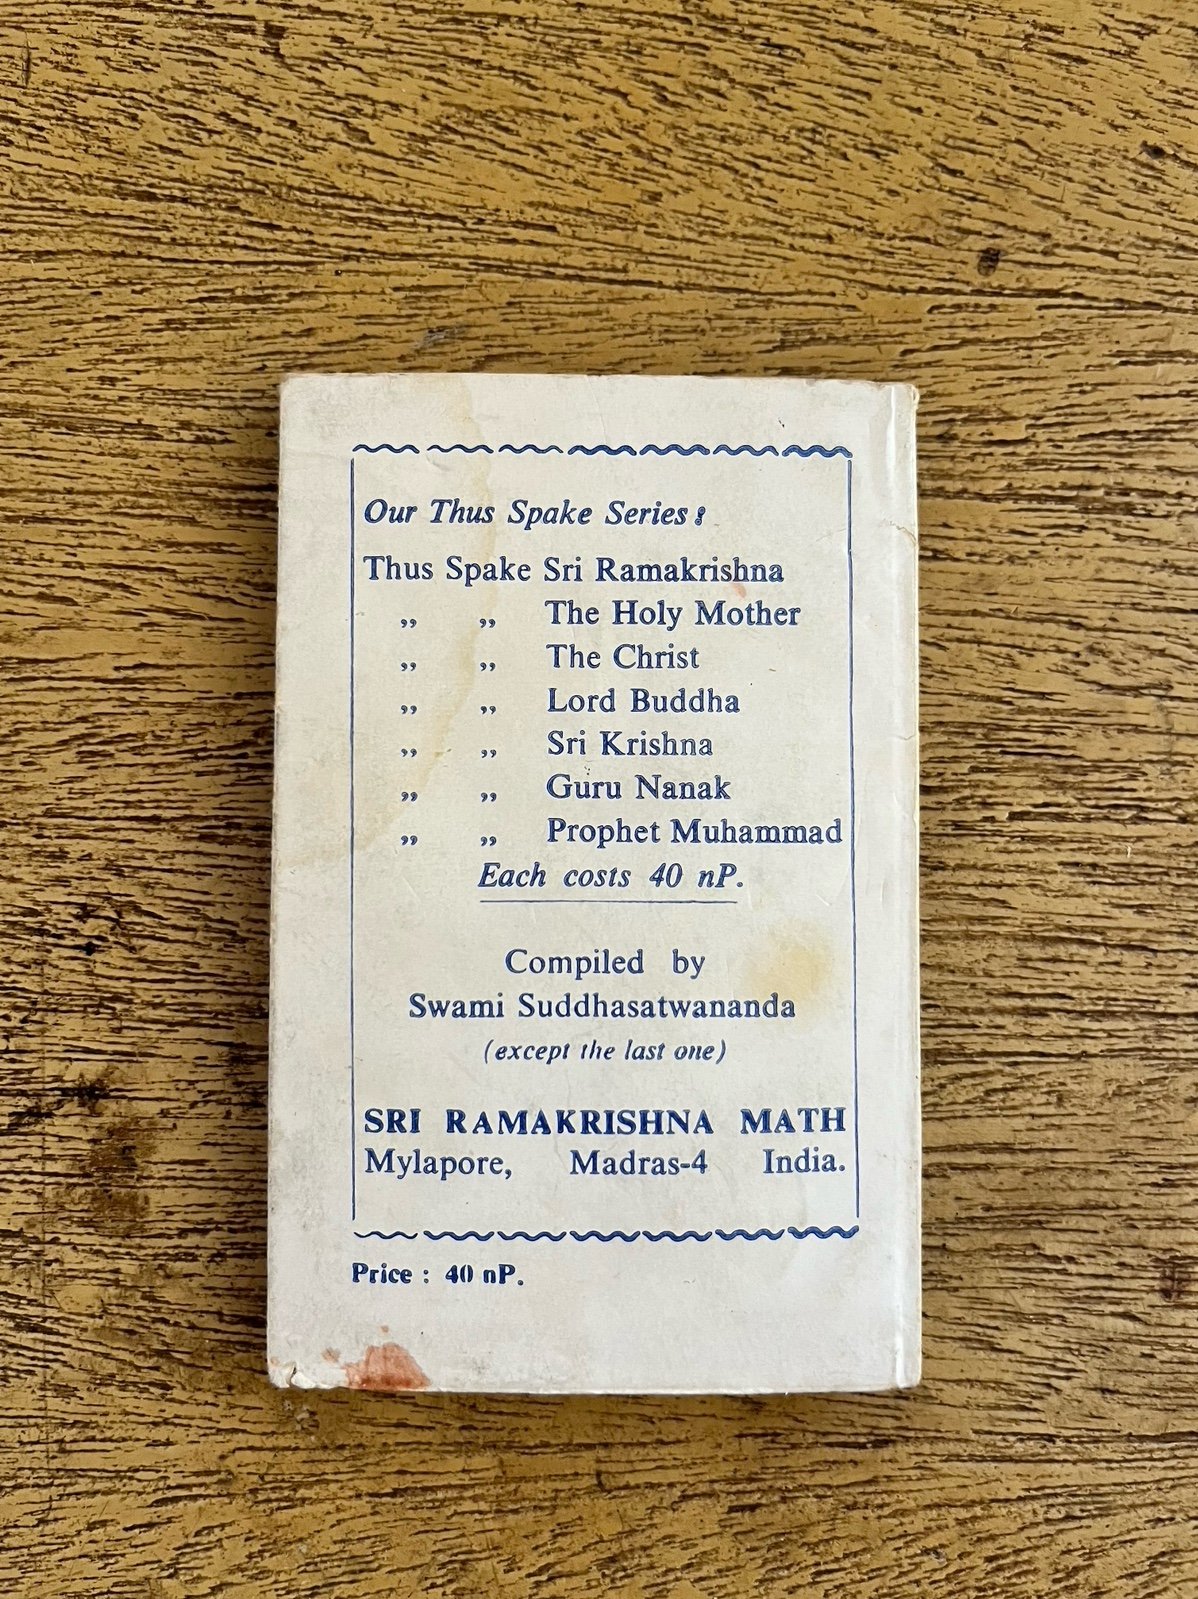 Our Thus Spake Series:
Thus Spake Sri Ramakrishna
„ „ The Holy Mother
„ „ The Christ
„ „ Lord Buddha
„ „ Sri Krishna
„ „ Guru Nanak
„ „ Prophet Muhammad
Each costs 40 nP.
Compiled by
Swami Suddhasatwananda
(except the last one)
SRI RAMAKRISHNA MATH
Mylapore, Madras-4 India.
Price : 40 nP.